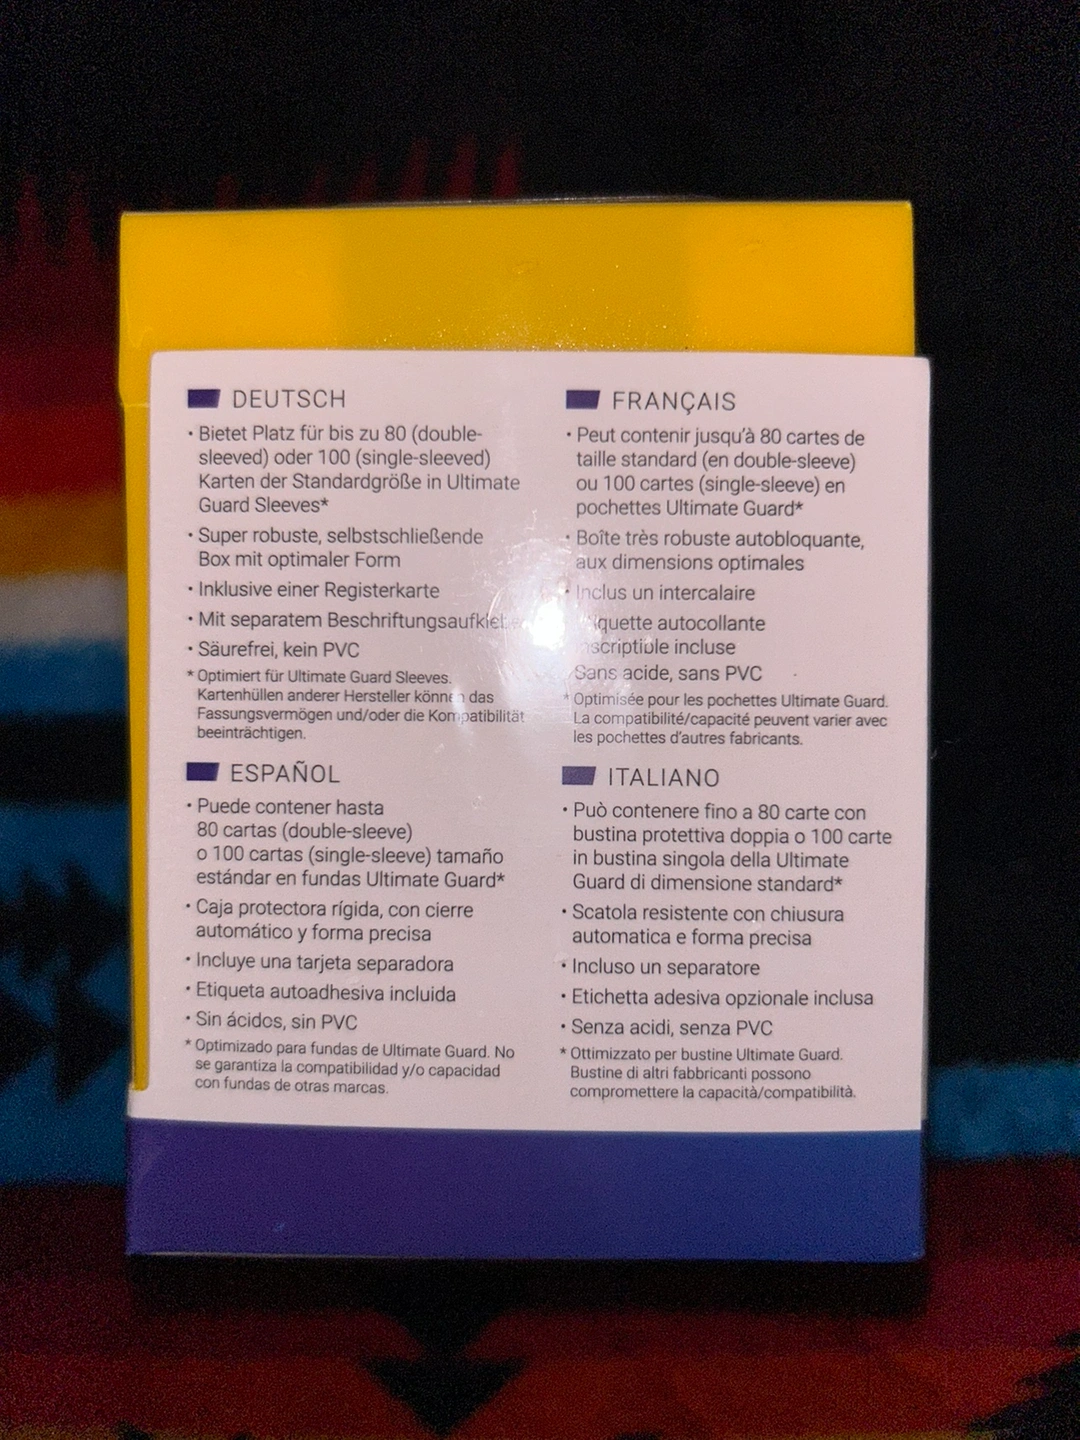 DEUTSCH
• Bietet Platz für bis zu 80 (double-
sleeved) oder 100 (single-sleeved)
Karten der Standardgröße in Ultimate
Guard Sleeves*
• Super robuste, selbstschließende
Box mit optimaler Form
• Inklusive einer Registerkarte
• Mit separatem
• Säurefrei, kein PVC
* Optimiert für Ultimate Guard Sleeves.
Kartenhüllen anderer Hersteller können das
Fassungsvermögen und/oder die Kompatibilität
beeinträchtigen.
FRANÇAIS
• Peut contenir jusqu'à 80 cartes de
taille standard (en double-sleeve)
ou 100 cartes (single-sleeve) en
pochettes Ultimate Guard*
• Boîte très robuste autobloquante,
aux dimensions optimales
• Inclus un intercalaire
autocollante
incluse
Sans acide, sans PVC
* Optimisée pour les pochettes Ultimate Guard.
La compatibilité/capacité peuvent varier avec
les pochettes d'autres fabricants.
ESPAÑOL
• Puede contener hasta
80 cartas (double-sleeve)
o 100 cartas (single-sleeve) tamaño
estándar en fundas Ultimate Guard*
• Caja protectora rígida, con cierre
automático y forma precisa
• Incluye una tarjeta separadora
• Etiqueta autoadhesiva incluida
• Sin ácidos, sin PVC
* Optimizado para fundas de Ultimate Guard. No
se garantiza la compatibilidad y/o capacidad
con fundas de otras marcas.
ITALIANO
• Può contenere fino a 80 carte con
bustina protettiva doppia o 100 carte
in bustina singola della Ultimate
Guard di dimensione standard*
• Scatola resistente con chiusura
automatica e forma precisa
• Incluso un separatore
• Etichetta adesiva opzionale inclusa
• Senza acidi, senza PVC
* Ottimizzato per bustine Ultimate Guard.
Bustine di altri fabbricanti possono
compromettere la capacità/compatibilità.